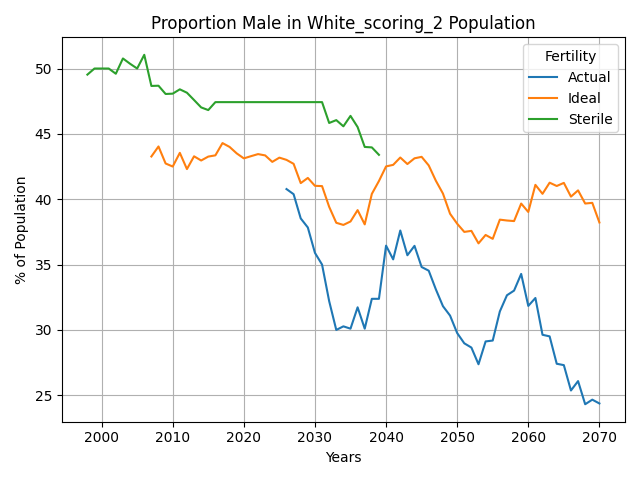 Proportion Male in White_scoring_2 Population
Fertility
Actual
Ideal
Sterile
% of Population
50
45
40
35
30
25
2000
2010
2020
2030
2040
2050
2060
2070
Years